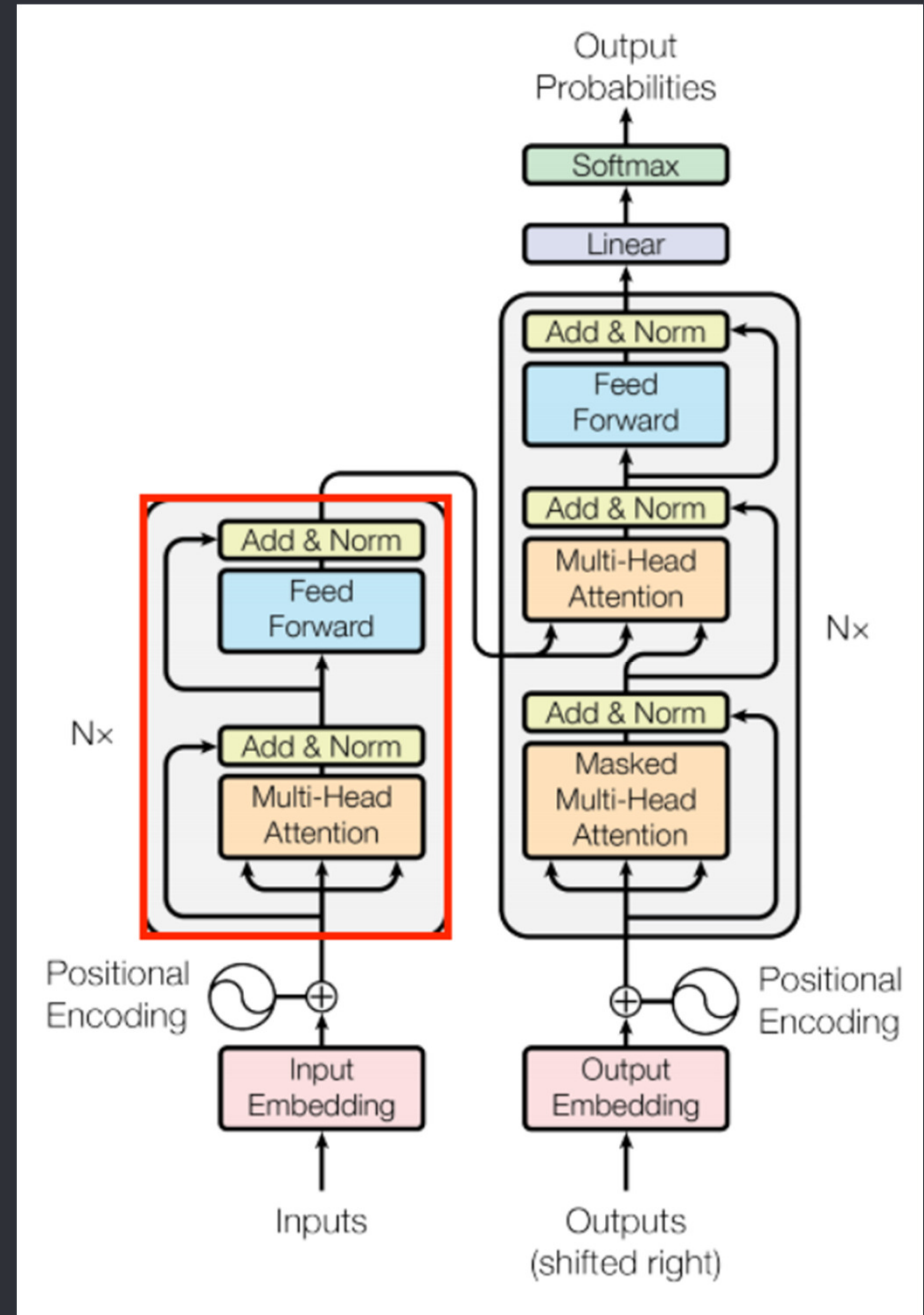 Output
Probabilities
Softmax
Linear
Add & Norm
Feed
Forward
Add & Norm
Multi-Head
Attention
Add & Norm
Masked
Multi-Head
Attention
Nx
Add & Norm
Feed
Forward
Add & Norm
Multi-Head
Attention
Nx
Positional
Encoding
Positional
Encoding
Input
Embedding
Output
Embedding
Inputs
Outputs
(shifted right)